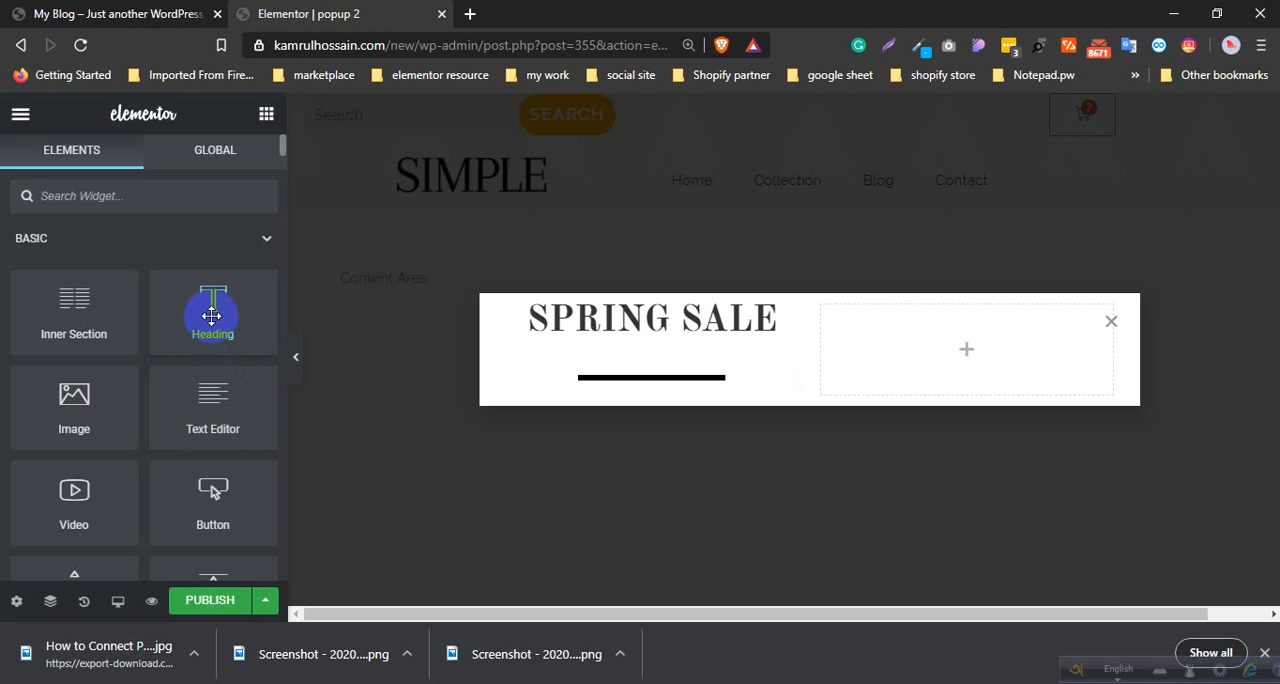 My Blog – Just another WordPress
Elementor | popup 2
kamrulhossain.com/new/wp-admin/post.php?post=355&action=e...
3
8671
Getting Started
Imported From Fire...
marketplace
elementor resource
my work
social site
Shopify partner
google sheet
shopify store
Notepad.pw
»
Other bookmarks
elementor
ELEMENTS
GLOBAL
Search Widget...
BASIC
Inner Section
Heading
Image
Text Editor
Video
Button
PUBLISH
Search...
SEARCH
7
SIMPLE
Home
Collection
Blog
Contact
Content Area
SPRING SALE
How to Connect P....jpg
https://export-download.c...
Screenshot - 2020....png
Screenshot - 2020....png
Show all
অ
English